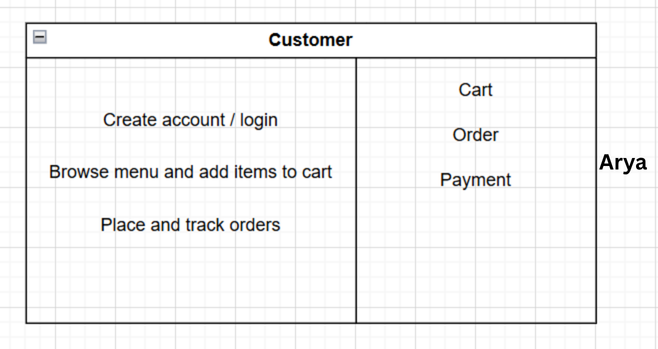 Customer
Create account / login
Browse menu and add items to cart
Place and track orders
Cart
Order
Payment
Arya